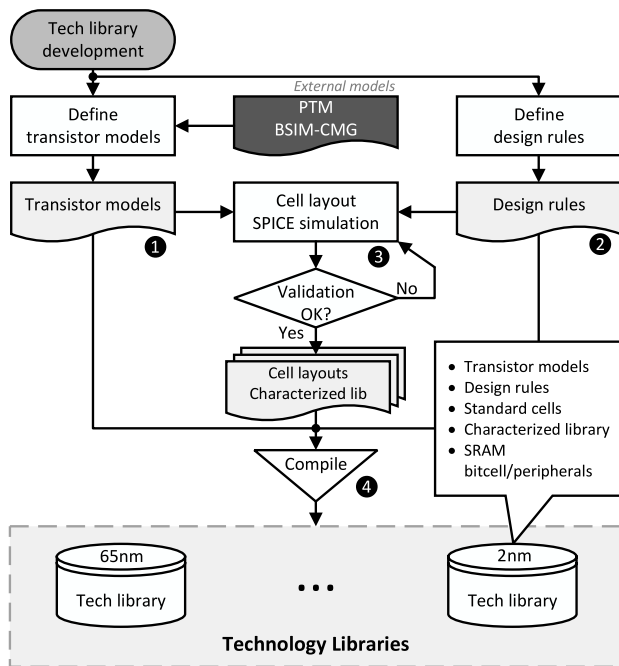 Tech library
development
External models
Define
transistor models
PTM
BSIM-CMG
Define
design rules
Transistor models
Cell layout
SPICE simulation
Design rules
1
3
2
Validation
OK?
No
Yes
Cell layouts
Characterized lib
• Transistor models
• Design rules
• Standard cells
• Characterized library
• SRAM
bitcell/peripherals
Compile
4
65nm
Tech library
...
2nm
Tech library
Technology Libraries